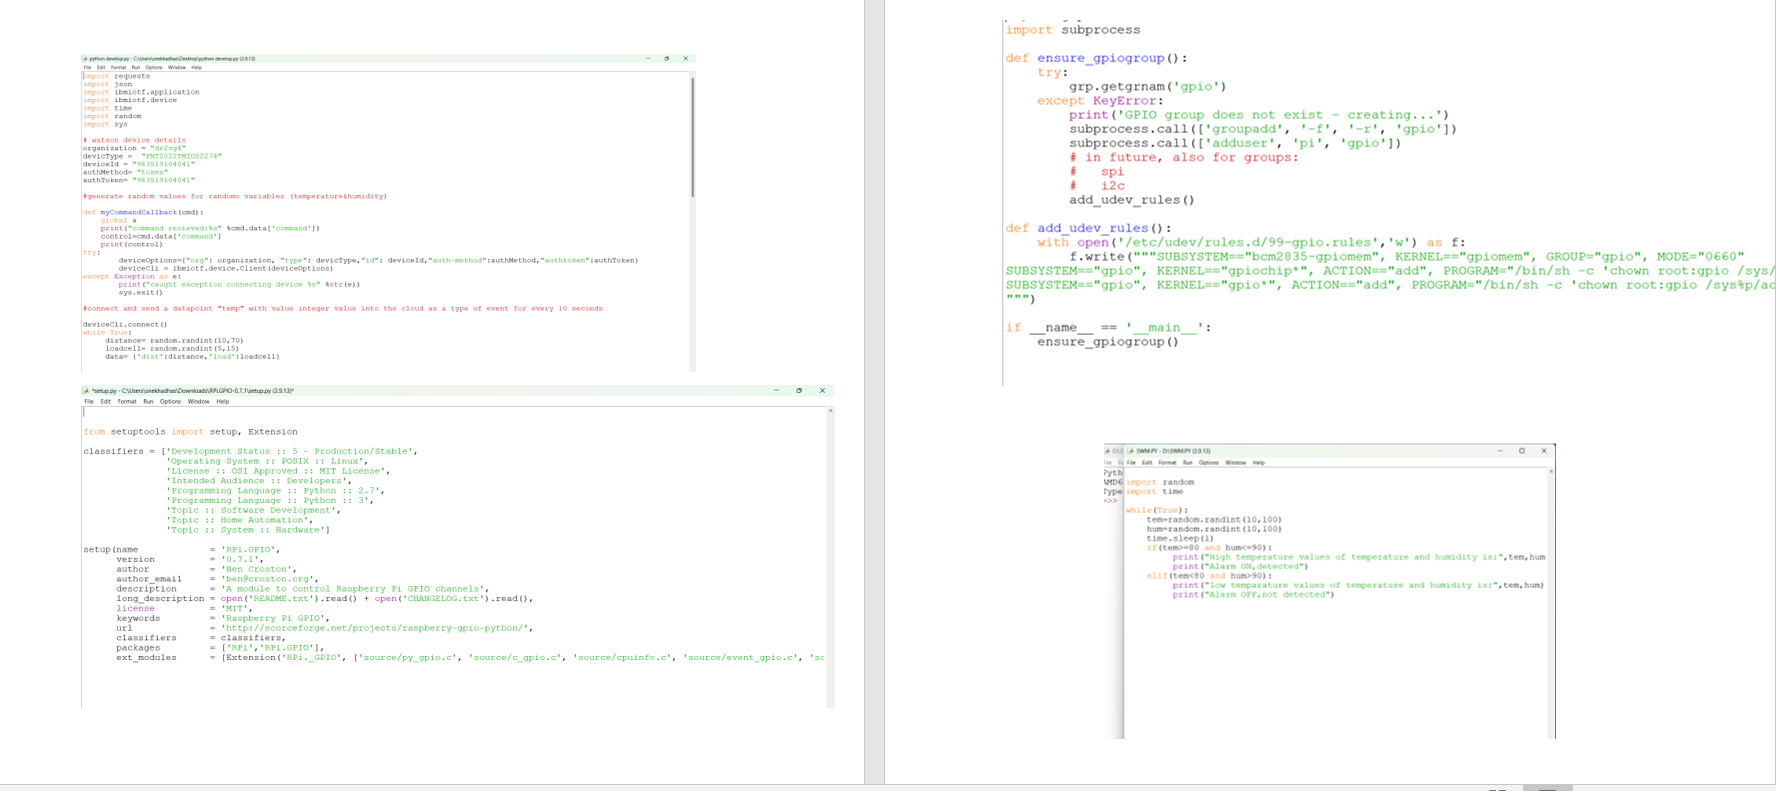 python develop.py - C:\Users\snekhadhas\Desktop\python develop.py (3.9.13)
File Edit Format Run Options Window Help
import requests
import json
import ibmiotf.application
import ibmiotf.device
import time
import random
import sys
# watson device details
organization = "dr2sg4"
devicType = "PNT2022TMID52274"
deviceId = "963519104041"
authMethod= "token"
authToken= "963519104041"
#generate random values for randomo variables (temperature&humidity)
def myCommandCallback(cmd):
global a
print("command recieved:%s" %cmd.data['command'])
control=cmd.data['command']
print(control)
try:
deviceOptions={"org": organization, "type": devicType,"id": deviceId,"auth-method":authMethod,"authtoken":authToken}
deviceCli = ibmiotf.device.Client(deviceOptions)
except Exception as e:
print("caught exception connecting device %s" %str(e))
sys.exit()
#connect and send a datapoint "temp" with value integer value into the cloud as a type of event for every 10 seconds
deviceCli.connect()
while True:
distance= random.randint(10,70)
loadcell= random.randint(5,15)
data= {'dist':distance,'load':loadcell}
*setup.py - C:\Users\snekhadhas\Downloads\RPi.GPIO-0.7.1\setup.py (3.9.13)*
File Edit Format Run Options Window Help
from setuptools import setup, Extension
classifiers = ['Development Status :: 5 - Production/Stable',
'Operating System :: POSIX :: Linux',
'License :: OSI Approved :: MIT License',
'Intended Audience :: Developers',
'Programming Language :: Python :: 2.7',
'Programming Language :: Python :: 3',
'Topic :: Software Development',
'Topic :: Home Automation',
'Topic :: System :: Hardware']
setup(name = 'RPi.GPIO',
version = '0.7.1',
author = 'Ben Croston',
author_email = 'ben@croston.org',
description = 'A module to control Raspberry Pi GPIO channels',
long_description = open('README.txt').read() + open('CHANGELOG.txt').read(),
license = 'MIT',
keywords = 'Raspberry Pi GPIO',
url = 'http://sourceforge.net/projects/raspberry-gpio-python/',
classifiers = classifiers,
packages = ['RPi','RPi.GPIO'],
ext_modules = [Extension('RPi._GPIO', ['source/py_gpio.c', 'source/c_gpio.c', 'source/cpuinfo.c', 'source/event_gpio.c', 'sc
import subprocess
def ensure_gpiogroup():
try:
grp.getgrnam('gpio')
except KeyError:
print('GPIO group does not exist - creating...')
subprocess.call(['groupadd', '-f', '-r', 'gpio'])
subprocess.call(['adduser', 'pi', 'gpio'])
# in future, also for groups:
# spi
# i2c
add_udev_rules()
def add_udev_rules():
with open('/etc/udev/rules.d/99-gpio.rules','w') as f:
f.write("""SUBSYSTEM=="bcm2835-gpiomem", KERNEL=="gpiomem", GROUP="gpio", MODE="0660"
SUBSYSTEM=="gpio", KERNEL=="gpiochip*", ACTION=="add", PROGRAM="/bin/sh -c 'chown root:gpio /sys/
SUBSYSTEM=="gpio", KERNEL=="gpio*", ACTION=="add", PROGRAM="/bin/sh -c 'chown root:gpio /sys%p/ac
""")
if __name__ == '__main__':
ensure_gpiogroup()
SWM.PY - D:\SWM.PY (3.9.13)
File Edit Format Run Options Window Help
import random
import time
while(True):
tem=random.randint(10,100)
hum=random.randint(10,100)
time.sleep(1)
if(tem>=80 and hum<=90):
print("High temperature values of temperature and humidity is:",tem,hum
print("Alarm ON,detected")
elif(tem<80 and hum>90):
print("low temparature values of temperature and humidity is:",tem,hum)
print("Alarm OFF,not detected")